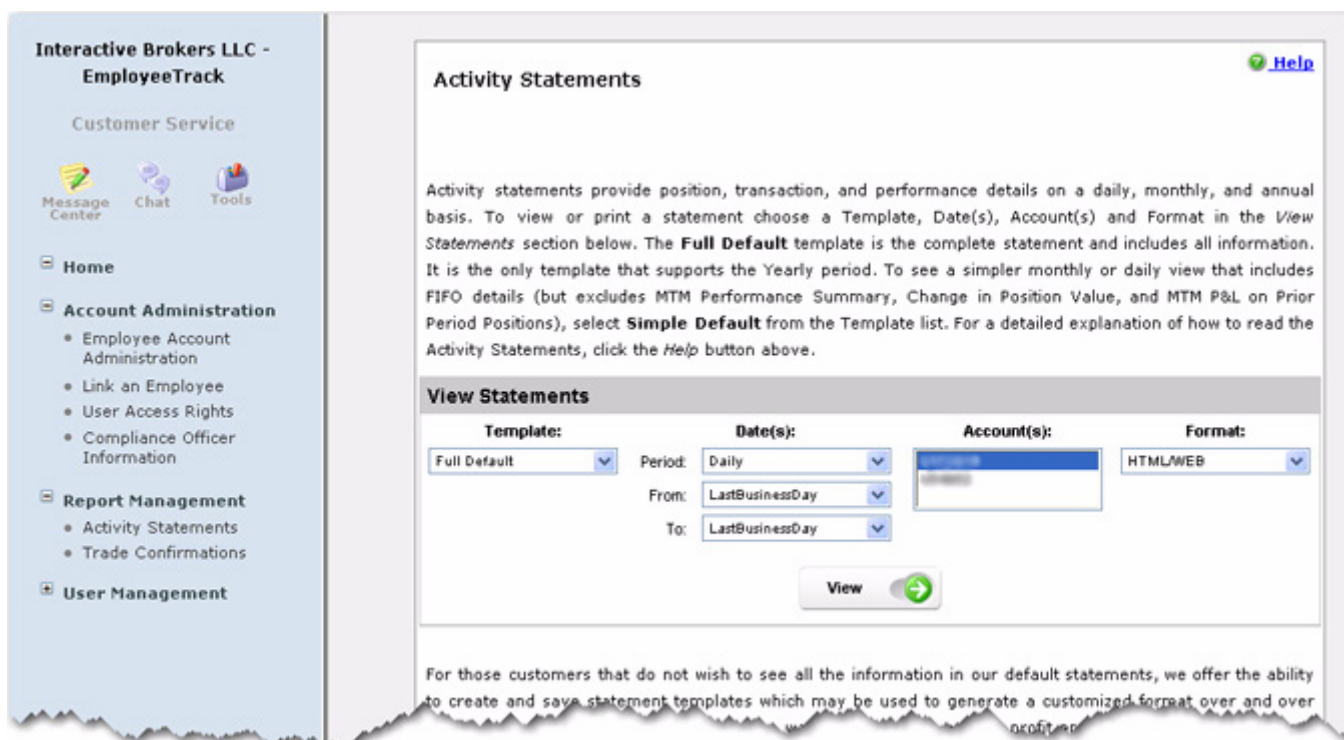 Interactive Brokers LLC -
EmployeeTrack
Customer Service
Message
Center
Chat
Tools
Home
Account Administration
Employee Account
Administration
Link an Employee
User Access Rights
Compliance Officer
Information
Report Management
Activity Statements
Trade Confirmations
User Management
Help
Activity Statements
Activity statements provide position, transaction, and performance details on a daily, monthly, and annual
basis. To view or print a statement choose a Template, Date(s), Account(s) and Format in the View
Statements section below. The Full Default template is the complete statement and includes all information.
It is the only template that supports the Yearly period. To see a simpler monthly or daily view that includes
FIFO details (but excludes MTM Performance Summary, Change in Position Value, and MTM P&L on Prior
Period Positions), select Simple Default from the Template list. For a detailed explanation of how to read the
Activity Statements, click the Help button above.
View Statements
Template: Date(s): Account(s): Format:
Full Default Period: Daily HTML/WEB
From: LastBusinessDay
To: LastBusinessDay
View
For those customers that do not wish to see all the information in our default statements, we offer the ability
to create and save statement templates which may be used to generate a customized format over and over